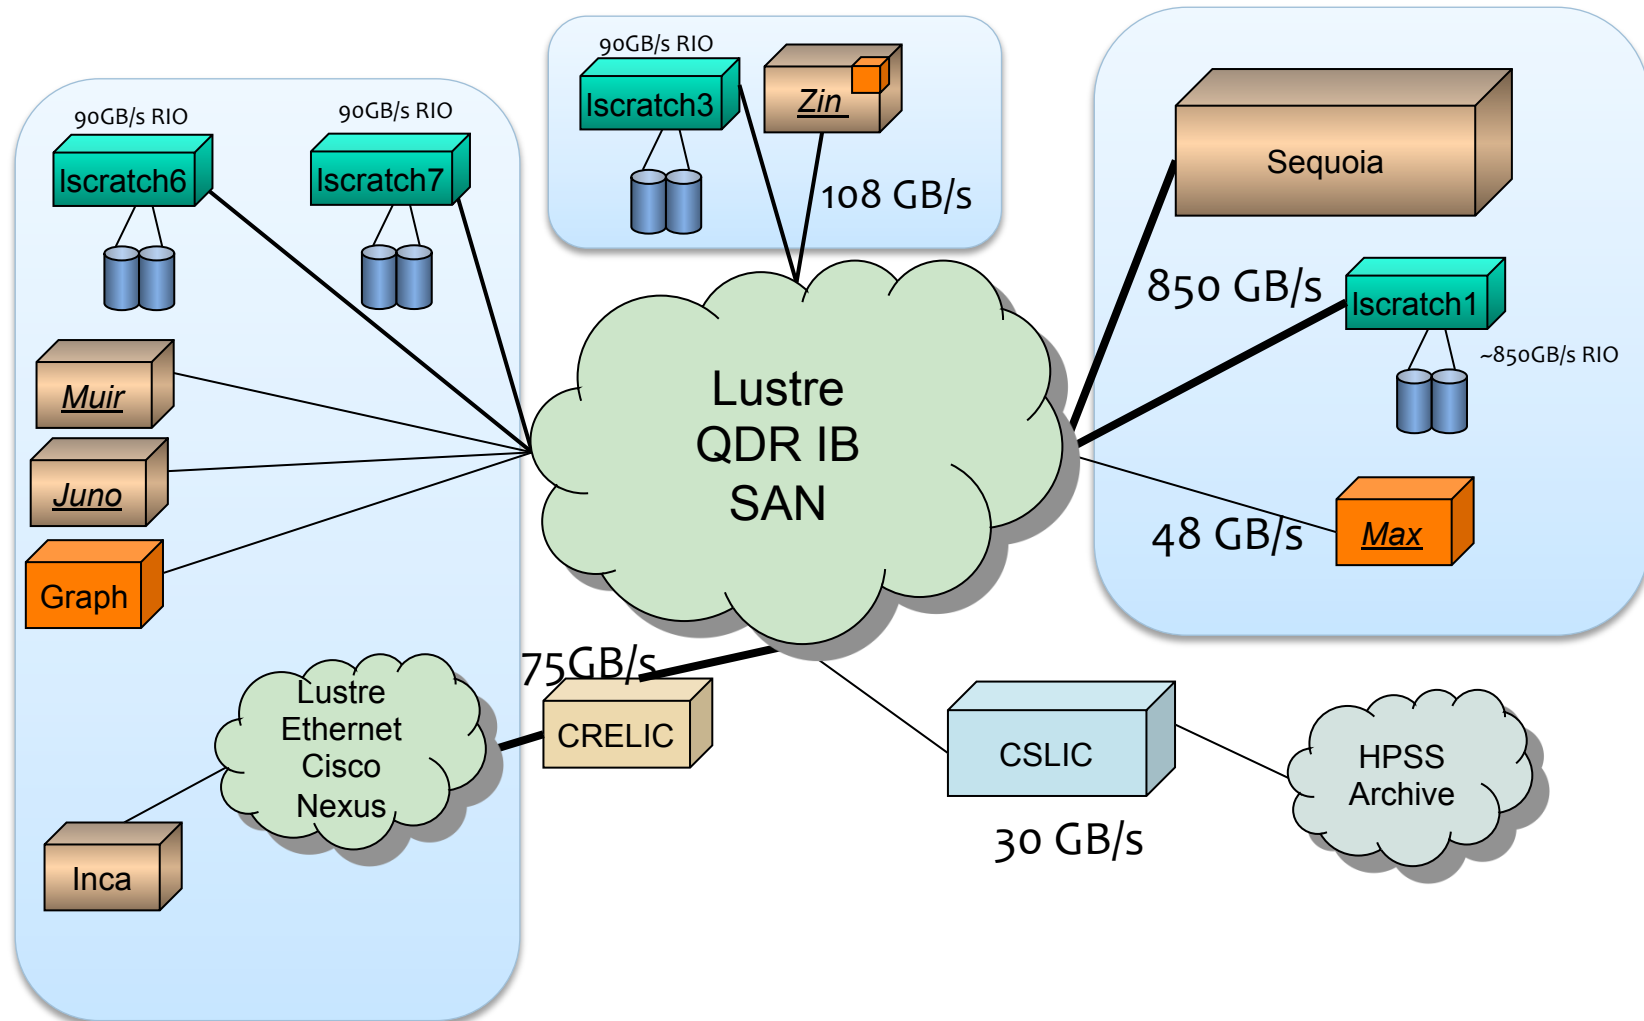 90GB/s RIO
lscratch6
90GB/s RIO
lscratch7
Muir
Juno
Graph
Lustre
Ethernet
Cisco
Nexus
Inca
90GB/s RIO
lscratch3
Zin
108 GB/s
Lustre
QDR IB
SAN
Sequoia
850 GB/s
lscratch1
~850GB/s RIO
48 GB/s
Max
75GB/s
CRELIC
CSLIC
30 GB/s
HPSS
Archive